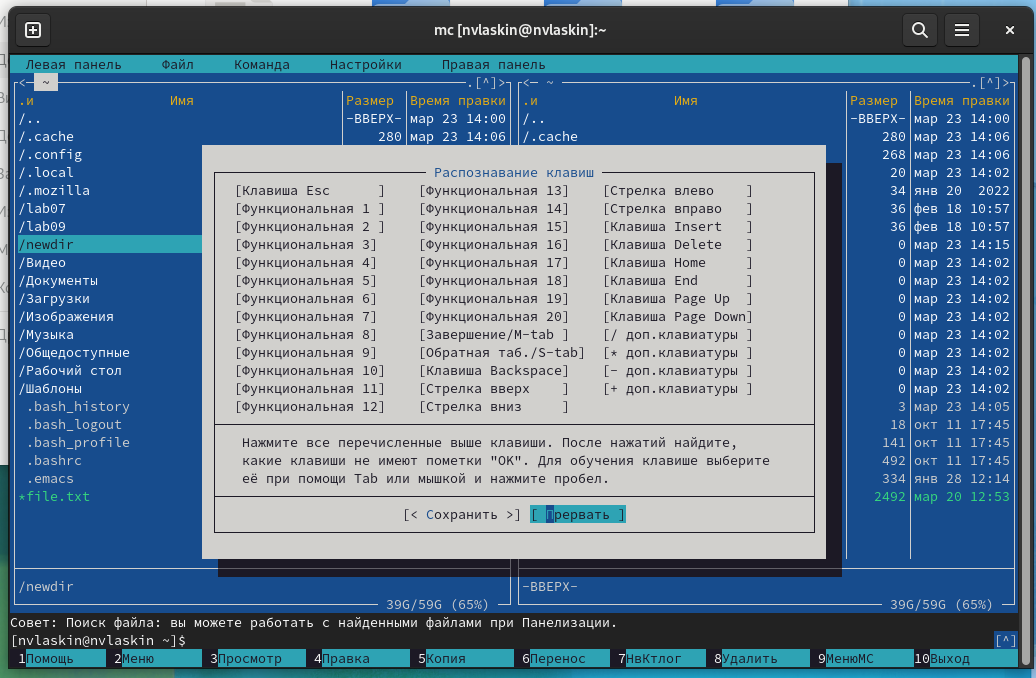 mc [nvlaskin@nvlaskin]:~
Левая панель Файл Команда Настройки Правая панель
<─ ~ .[^]> <─ ~ .[^]>
.и Имя Размер Время правки .и Имя Размер Время правки
/.. -ВВЕРХ- мар 23 14:00 /.. -ВВЕРХ- мар 23 14:00
/.cache 280 мар 23 14:06 /.cache 280 мар 23 14:06
/.config 268 мар 23 14:06
/.local Распознавание клавиш 20 мар 23 14:02
/.mozilla [Клавиша Esc ] [Функциональная 13] [Стрелка влево ] 34 янв 20 2022
/lab07 [Функциональная 1 ] [Функциональная 14] [Стрелка вправо ] 36 фев 18 10:57
/lab09 [Функциональная 2 ] [Функциональная 15] [Клавиша Insert ] 36 фев 18 10:57
/newdir [Функциональная 3] [Функциональная 16] [Клавиша Delete ] 0 мар 23 14:15
/Видео [Функциональная 4] [Функциональная 17] [Клавиша Home ] 0 мар 23 14:02
/Документы [Функциональная 5] [Функциональная 18] [Клавиша End ] 0 мар 23 14:02
/Загрузки [Функциональная 6] [Функциональная 19] [Клавиша Page Up ] 0 мар 23 14:02
/Изображения [Функциональная 7] [Функциональная 20] [Клавиша Page Down] 0 мар 23 14:02
/Музыка [Функциональная 8] [Завершение/M-tab ] [/ доп.клавиатуры ] 0 мар 23 14:02
/Общедоступные [Функциональная 9] [Обратная таб./S-tab] [* доп.клавиатуры ] 0 мар 23 14:02
/Рабочий стол [Функциональная 10] [Клавиша Backspace] [- доп.клавиатуры ] 0 мар 23 14:02
/Шаблоны [Функциональная 11] [Стрелка вверх ] [+ доп.клавиатуры ] 0 мар 23 14:02
.bash_history [Функциональная 12] [Стрелка вниз ] 3 мар 23 14:05
.bash_logout 18 окт 11 17:45
.bash_profile Нажмите все перечисленные выше клавиши. После нажатий найдите, 141 окт 11 17:45
.bashrc какие клавиши не имеют пометки "OK". Для обучения клавише выберите 492 окт 11 17:45
.emacs её при помощи Tab или мышкой и нажмите пробел. 334 янв 28 12:14
*file.txt 2492 мар 20 12:53
[< Сохранить >] [ Прервать ]
/newdir -ВВЕРХ-
39G/59G (65%) 39G/59G (65%)
Совет: Поиск файла: вы можете работать с найденными файлами при Панелизации.
[nvlaskin@nvlaskin ~]$ [^]
1Помощь 2Меню 3Просмотр 4Правка 5Копия 6Перенос 7НвКтлог 8Удалить 9МенюMC 10Выход